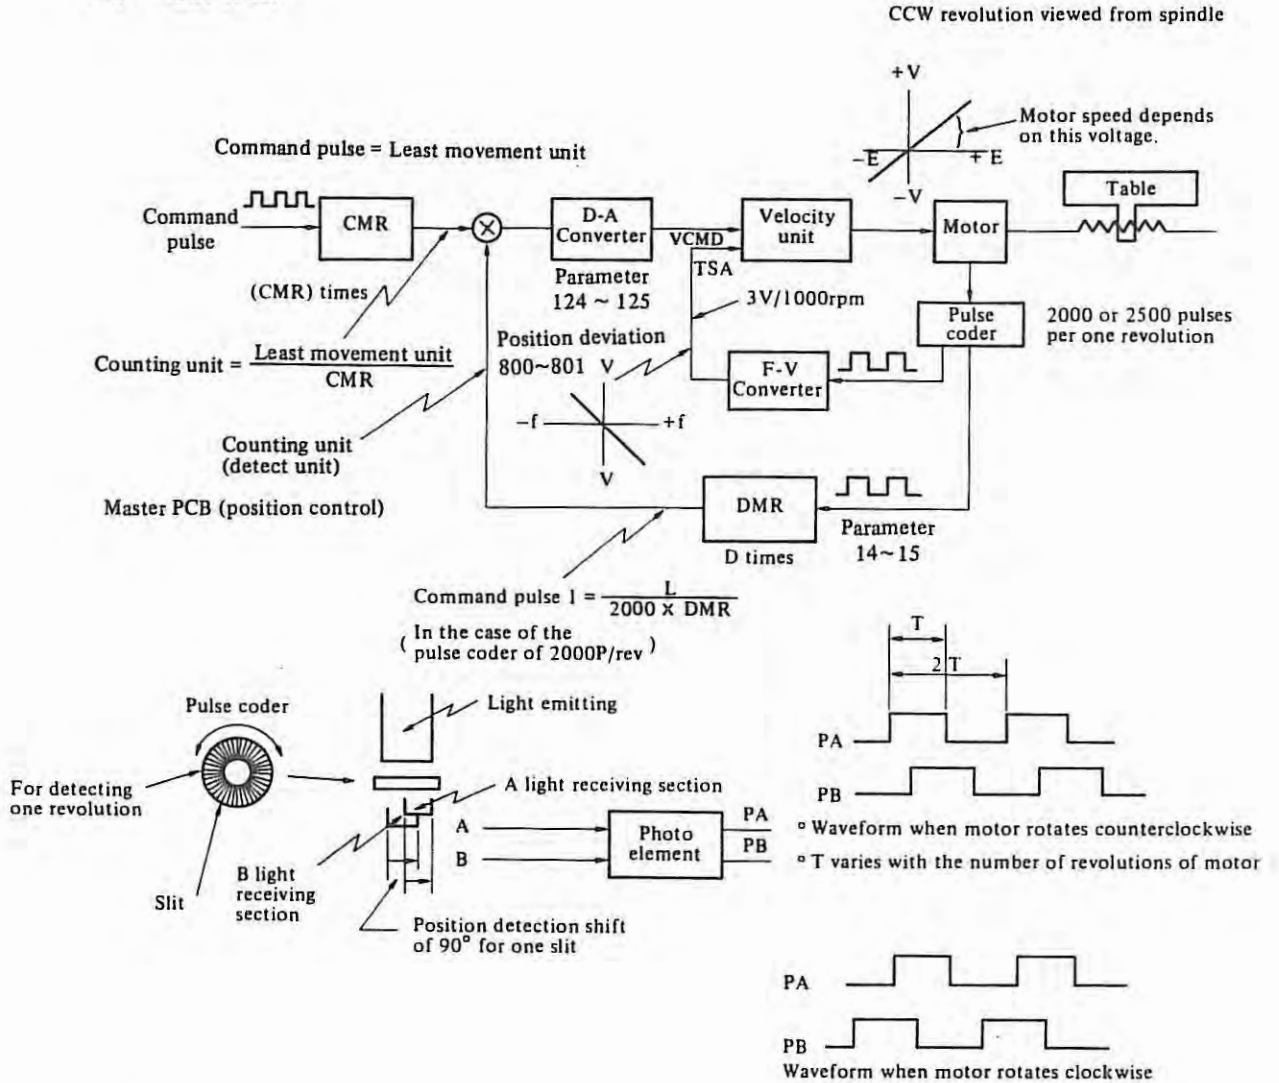 CCW revolution viewed from spindle
+V
Motor speed depends
on this voltage.
−E
+E
−V
Command pulse = Least movement unit
Command
pulse
CMR
D-A
Converter
VCMD
Velocity
unit
Motor
Table
TSA
Parameter
124 ~ 125
(CMR) times
3V/1000rpm
Pulse
coder
2000 or 2500 pulses
per one revolution
Position deviation
800~801
V
Counting unit = Least movement unit
CMR
F-V
Converter
−f
+f
V
Counting unit
(detect unit)
Master PCB (position control)
DMR
D times
Parameter
14~15
Command pulse 1 = L
2000 × DMR
( In the case of the
pulse coder of 2000P/rev )
T
2T
Pulse coder
Light emitting
PA
For detecting
one revolution
A light receiving section
PB
A
B
Photo
element
PA
PB
▫ Waveform when motor rotates counterclockwise
▫ T varies with the number of revolutions of motor
Slit
B light
receiving
section
Position detection shift
of 90° for one slit
PA
PB
Waveform when motor rotates clockwise